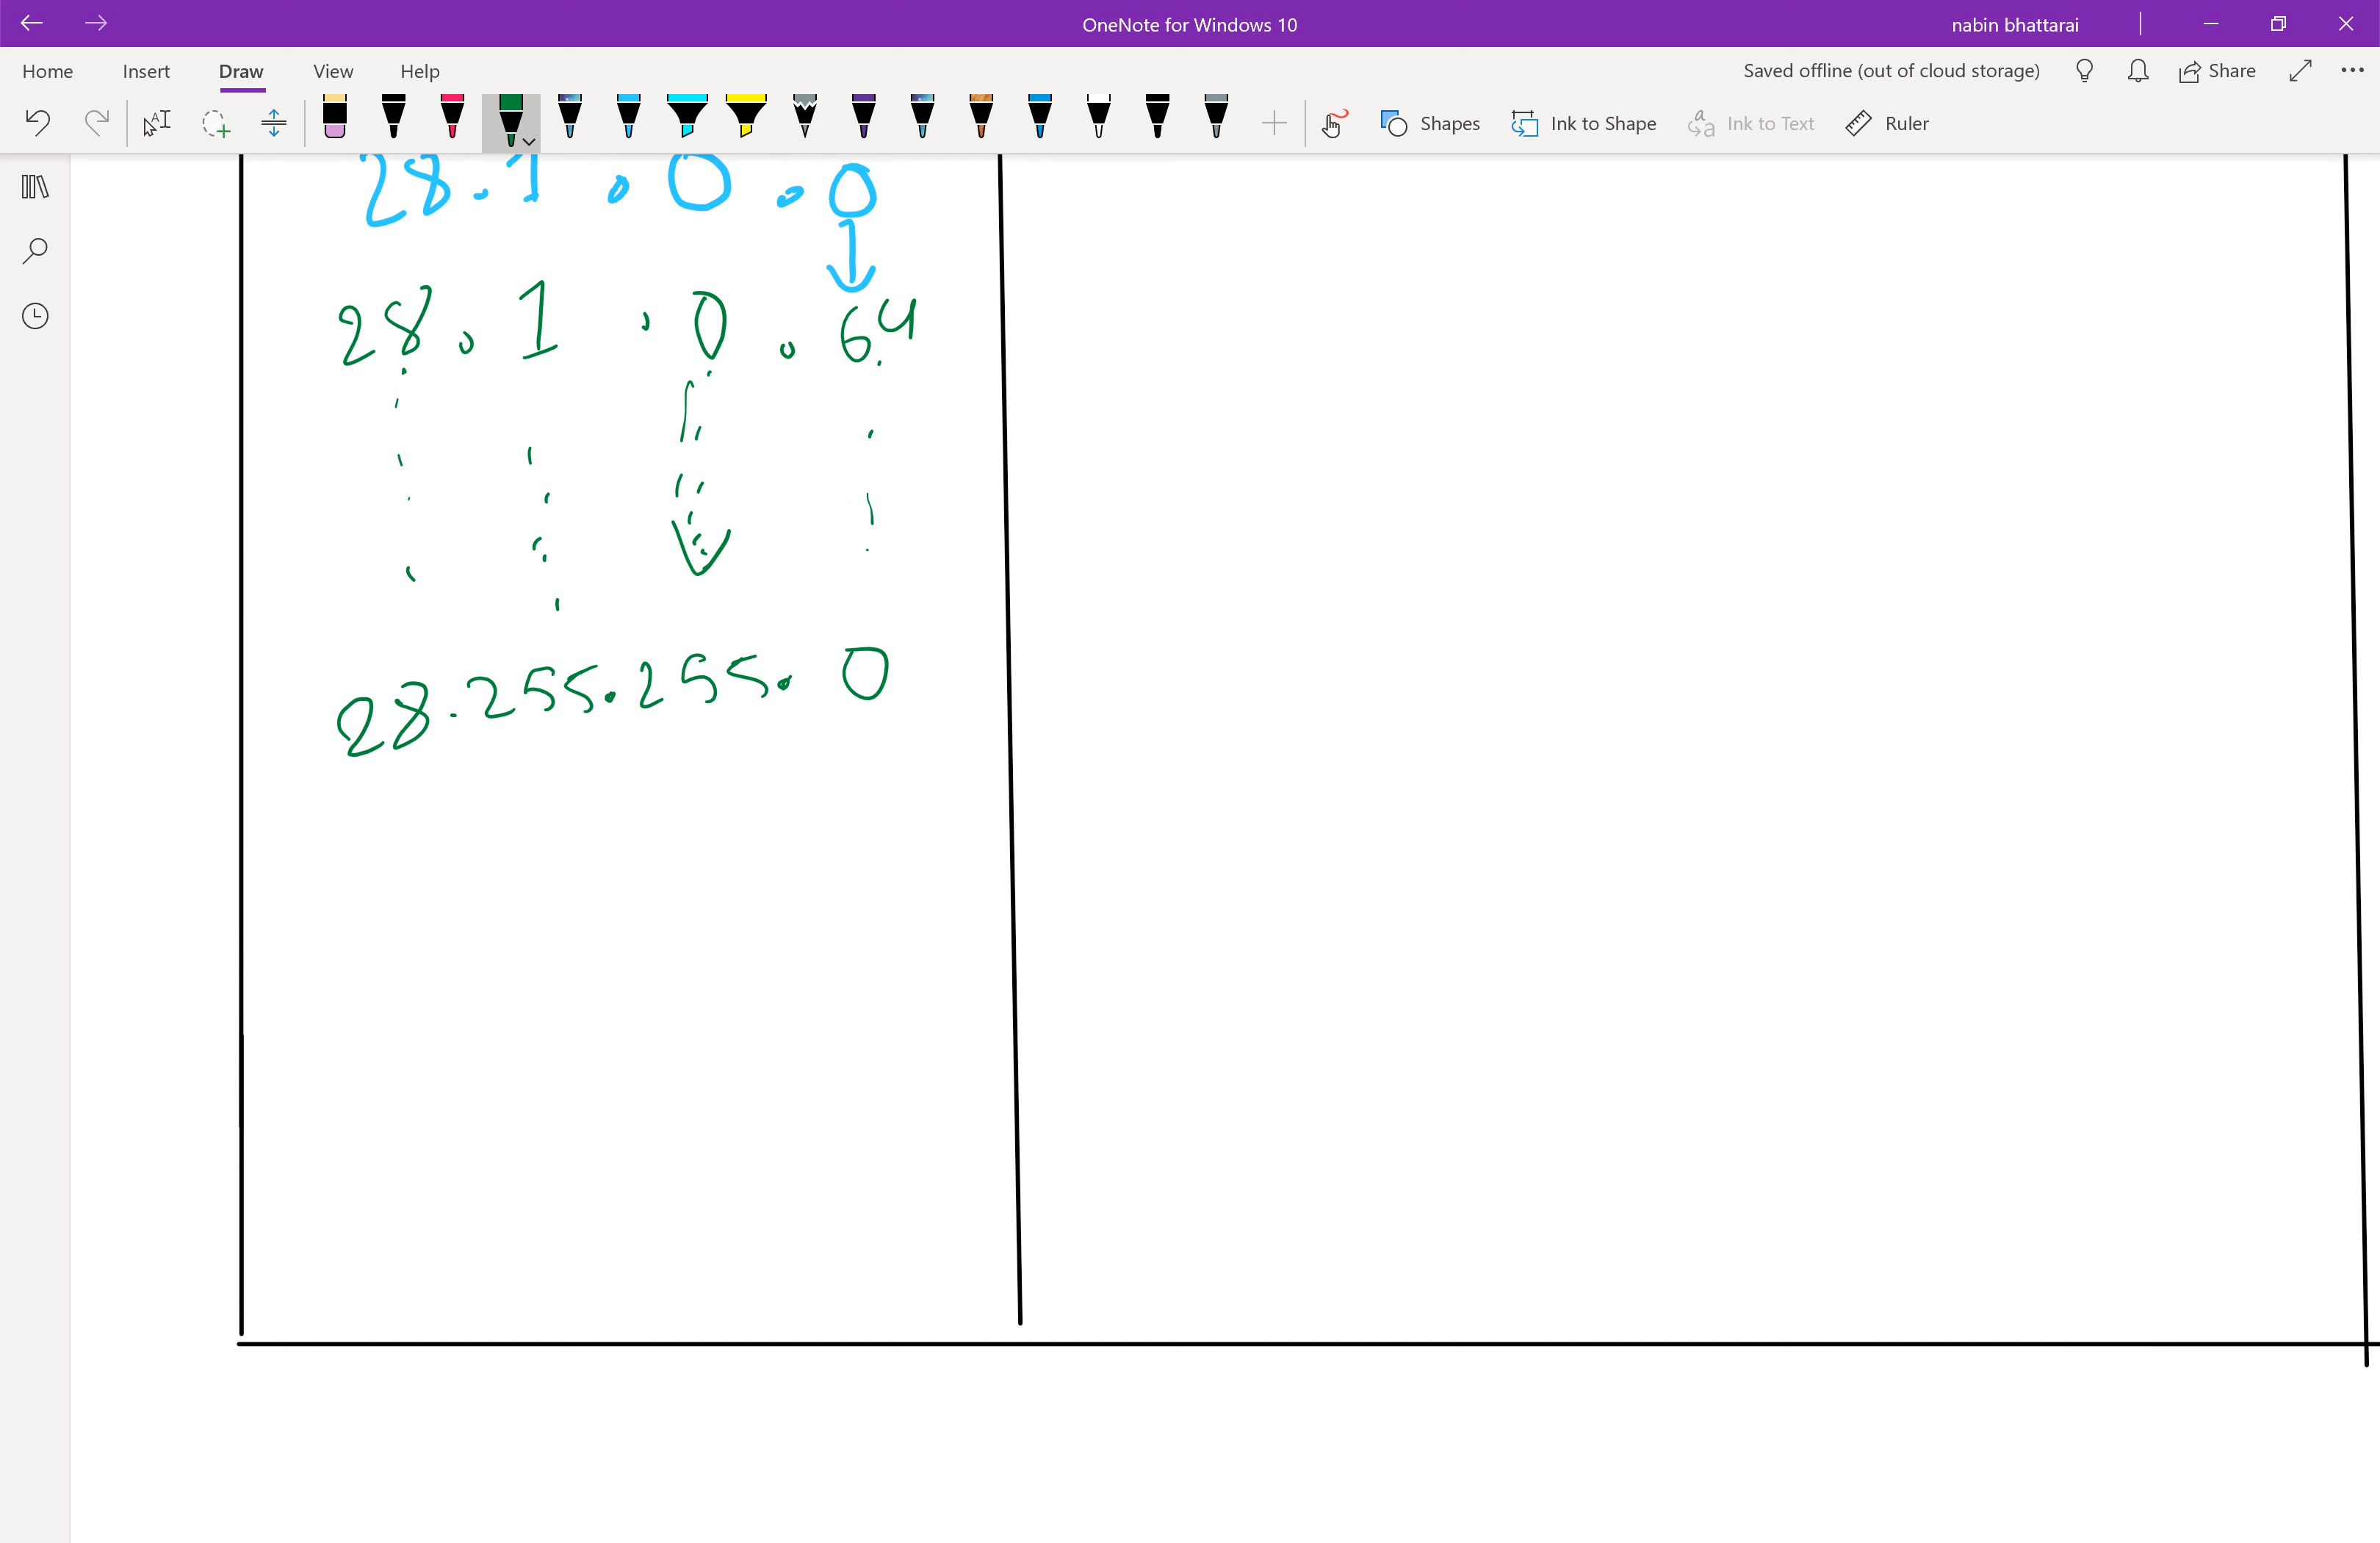 OneNote for Windows 10 nabin bhattarai
Home Insert Draw View Help Saved offline (out of cloud storage) Share
Shapes Ink to Shape Ink to Text Ruler
28.1.0.0
28.1.0.64
28.255.255.0